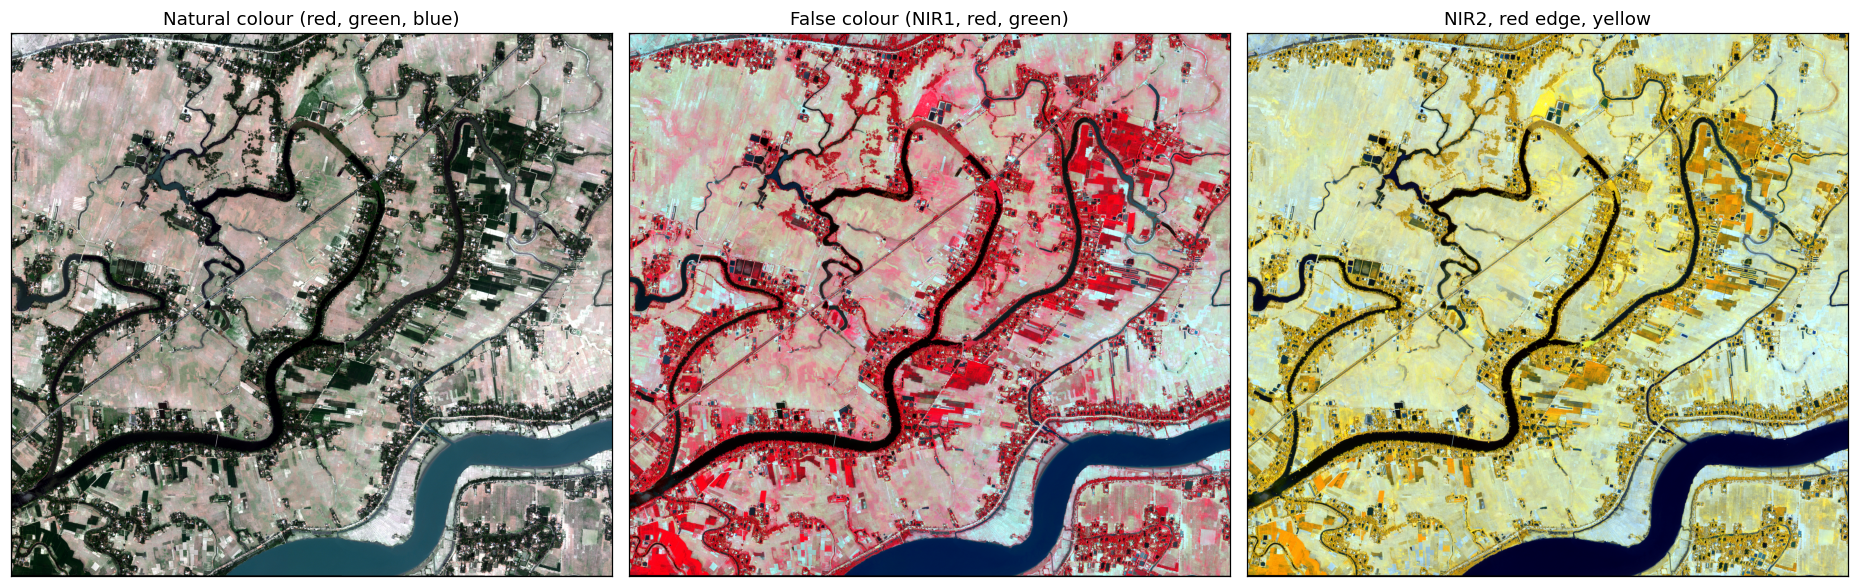 Natural colour (red, green, blue)
False colour (NIR1, red, green)
NIR2, red edge, yellow